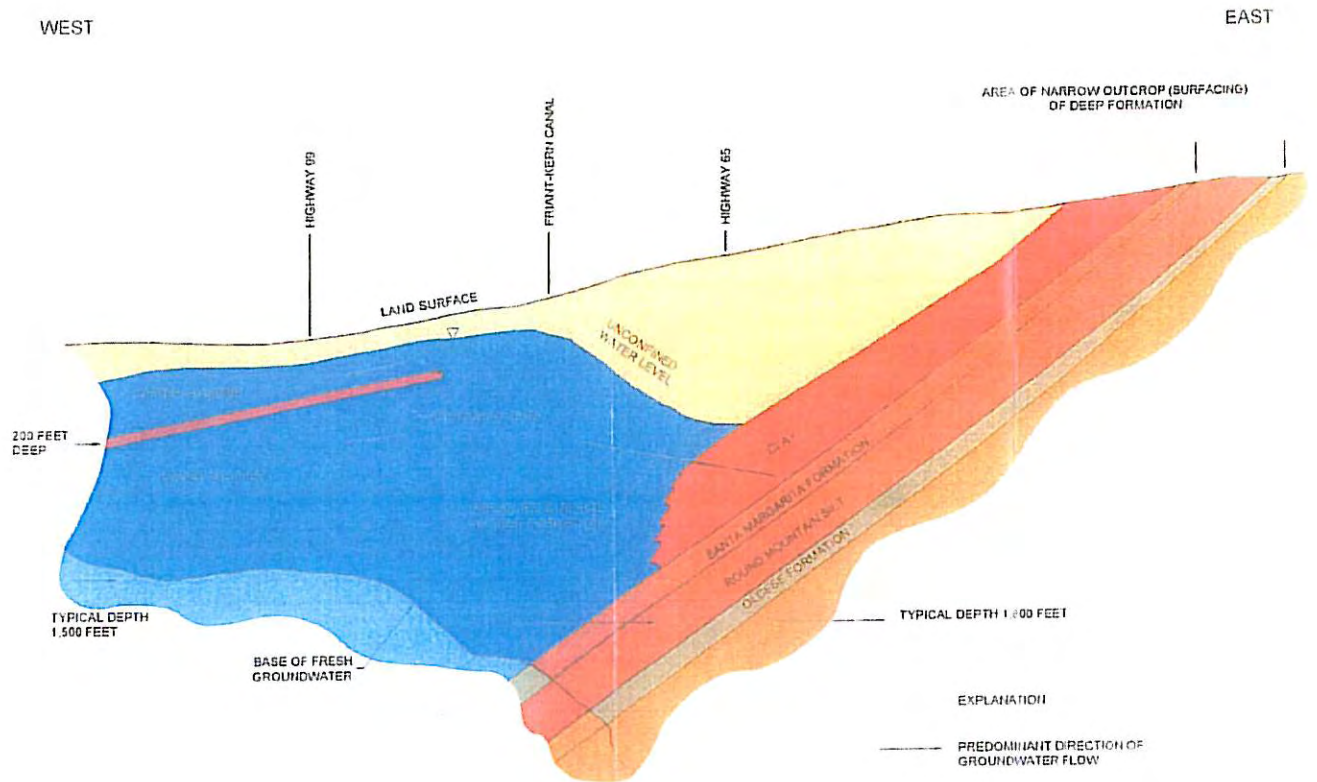 WEST
EAST
AREA OF NARROW OUTCROP (SURFACING)
OF DEEP FORMATION
HIGHWAY 99
FRIANT-KERN CANAL
HIGHWAY 65
LAND SURFACE
UNCONFINED
WATER LEVEL
200 FEET
DEEP
CLAY
SANTA MARGARITA FORMATION
ROUND MOUNTAIN SILT
OLCESE FORMATION
TYPICAL DEPTH
1,500 FEET
TYPICAL DEPTH FEET
BASE OF FRESH
GROUNDWATER
EXPLANATION
PREDOMINANT DIRECTION OF
GROUNDWATER FLOW